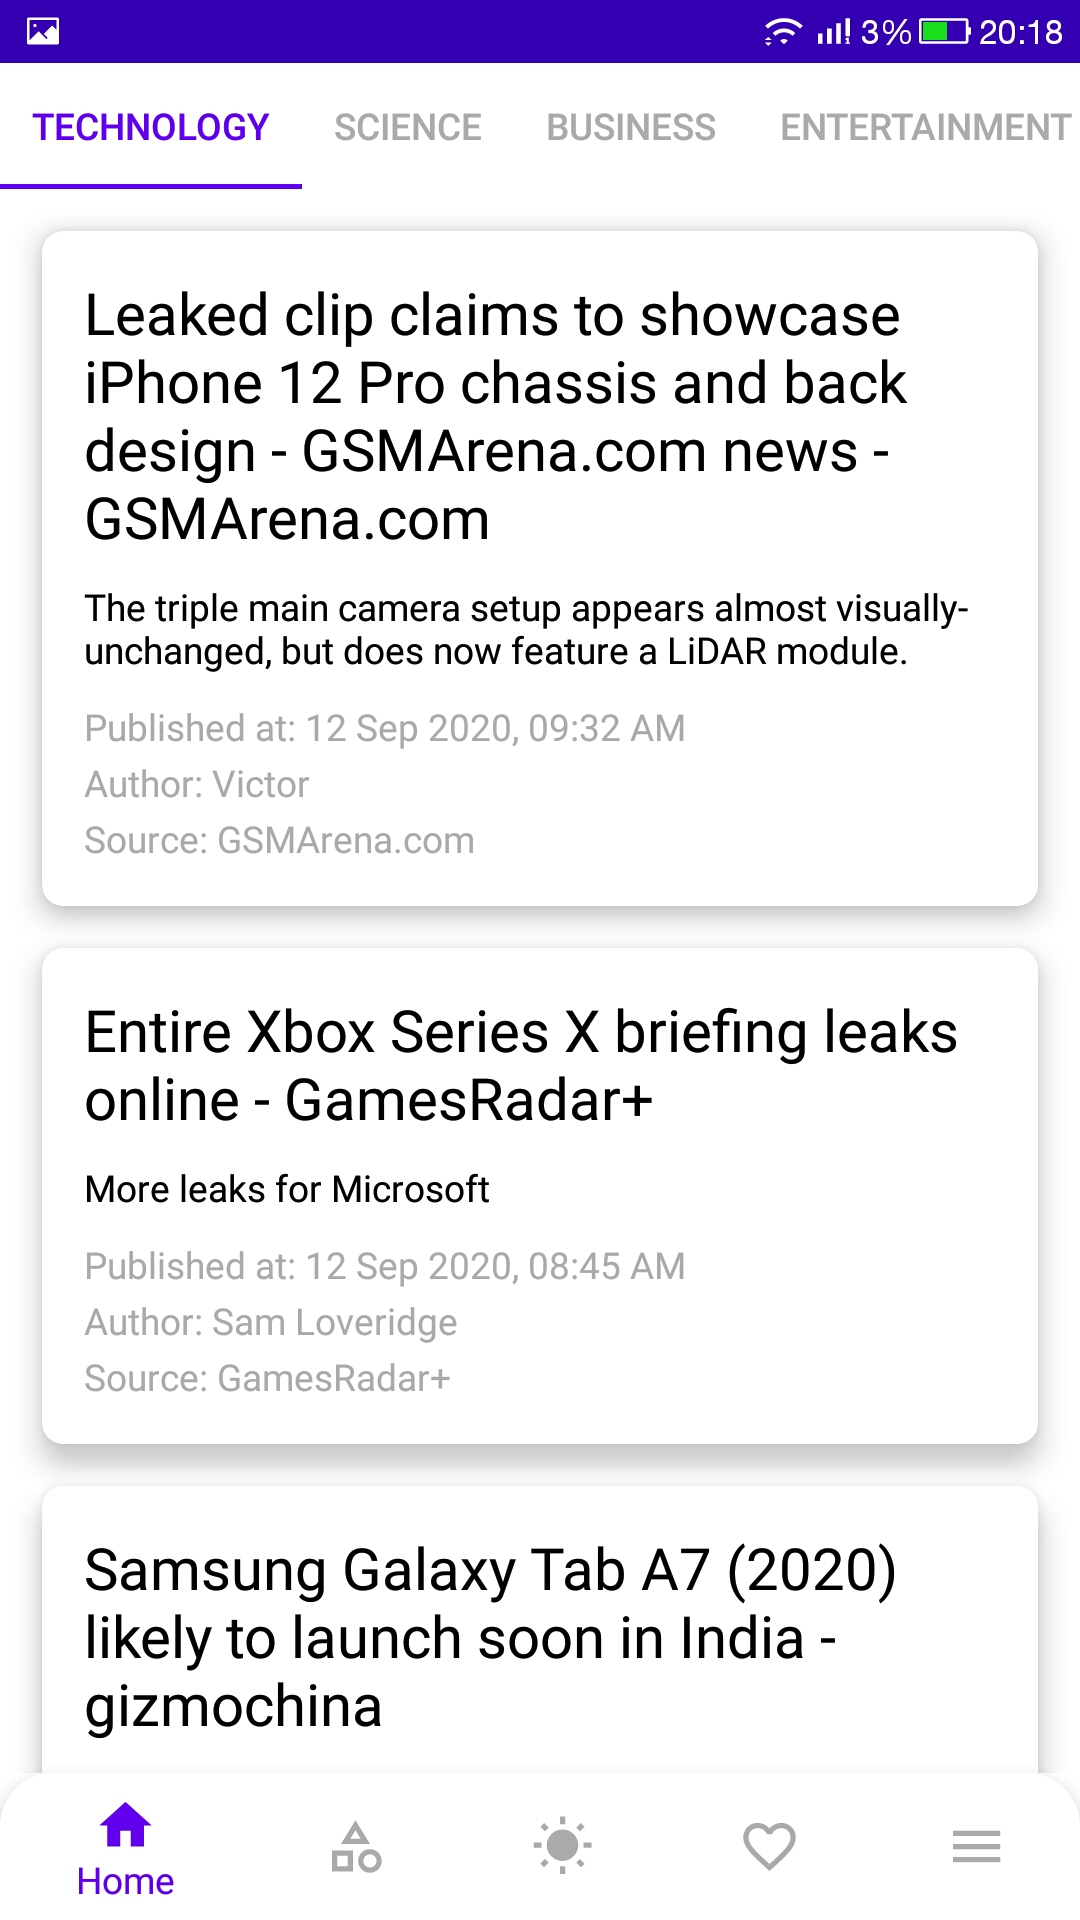 3% 20:18
TECHNOLOGY SCIENCE BUSINESS ENTERTAINMENT
Leaked clip claims to showcase
iPhone 12 Pro chassis and back
design - GSMArena.com news -
GSMArena.com
The triple main camera setup appears almost visually-
unchanged, but does now feature a LiDAR module.
Published at: 12 Sep 2020, 09:32 AM
Author: Victor
Source: GSMArena.com
Entire Xbox Series X briefing leaks
online - GamesRadar+
More leaks for Microsoft
Published at: 12 Sep 2020, 08:45 AM
Author: Sam Loveridge
Source: GamesRadar+
Samsung Galaxy Tab A7 (2020)
likely to launch soon in India -
gizmochina
Home